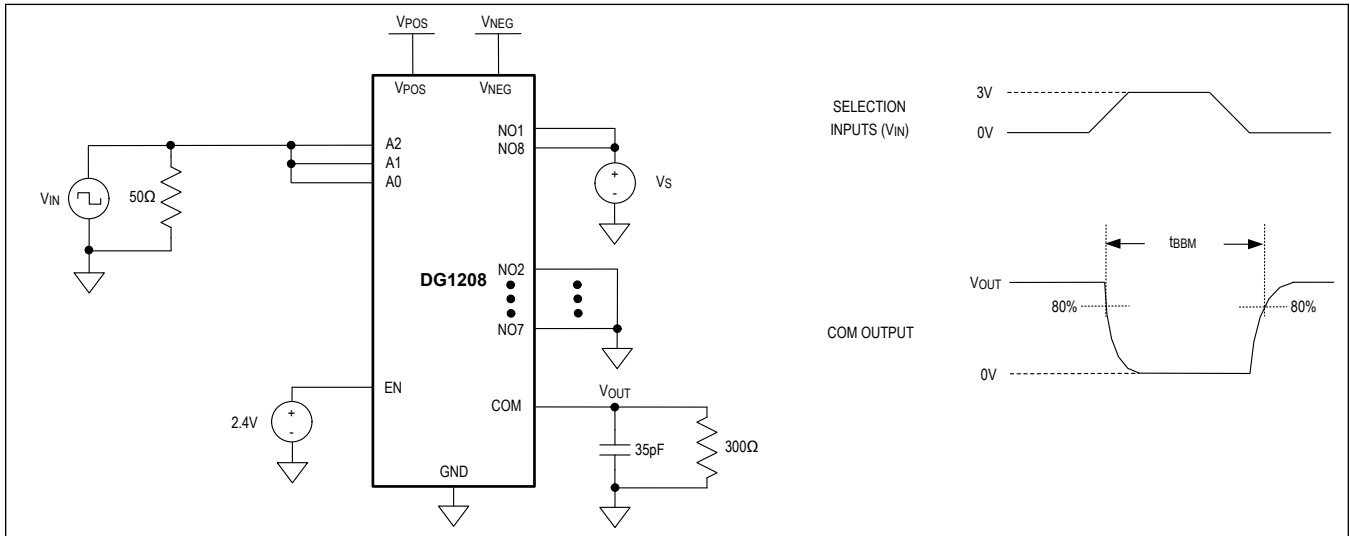 VPOS
VNEG
VPOS
VNEG
A2
A1
A0
NO1
NO8
VIN
50Ω
VS
DG1208
NO2
NO7
EN
2.4V
COM
VOUT
35pF
300Ω
GND
SELECTION
INPUTS (VIN)
3V
0V
COM OUTPUT
VOUT
80%
0V
tBBM
80%